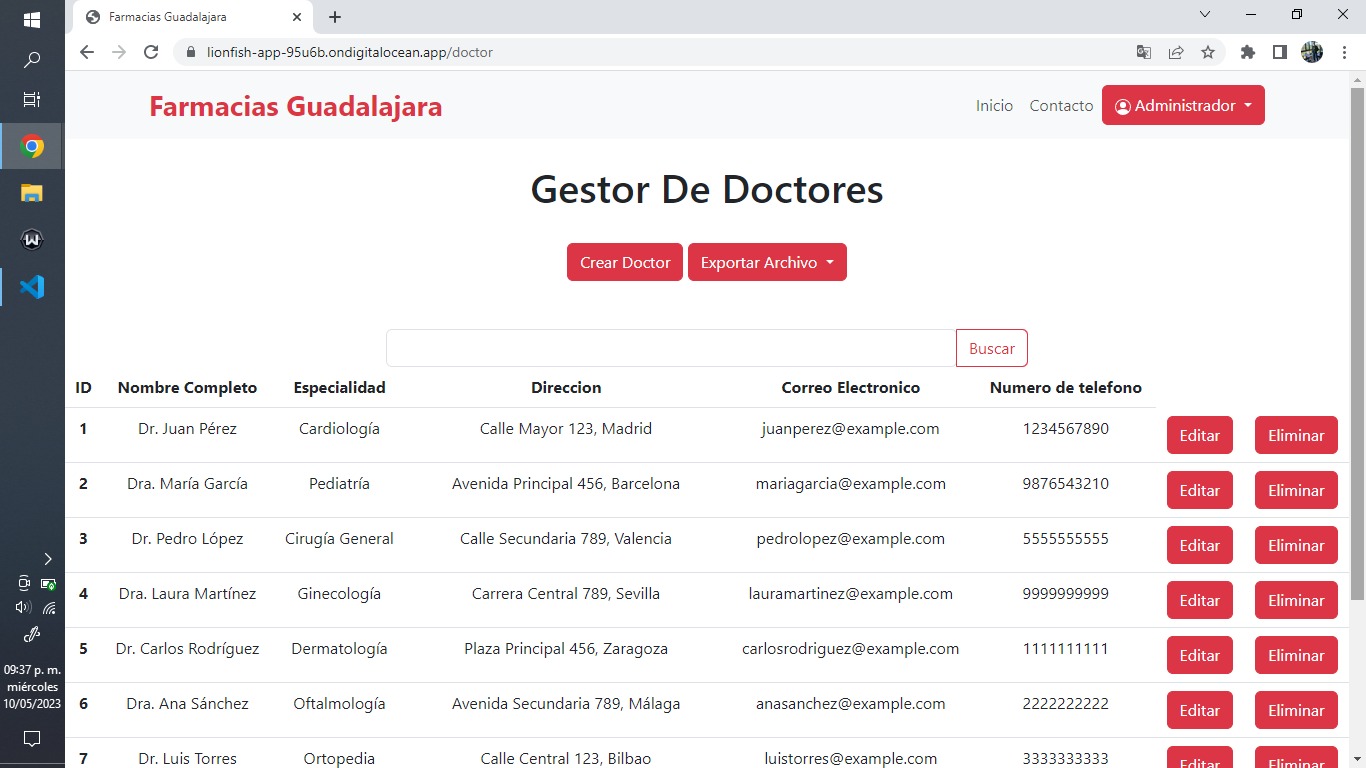 Farmacias Guadalajara
lionfish-app-95u6b.ondigitalocean.app/doctor
Farmacias Guadalajara
Inicio Contacto Administrador
Gestor De Doctores
Crear Doctor Exportar Archivo
Buscar
ID Nombre Completo Especialidad Direccion Correo Electronico Numero de telefono
1 Dr. Juan Pérez Cardiología Calle Mayor 123, Madrid juanperez@example.com 1234567890 Editar Eliminar
2 Dra. María García Pediatría Avenida Principal 456, Barcelona mariagarcia@example.com 9876543210 Editar Eliminar
3 Dr. Pedro López Cirugía General Calle Secundaria 789, Valencia pedrolopez@example.com 5555555555 Editar Eliminar
4 Dra. Laura Martínez Ginecología Carrera Central 789, Sevilla lauramartinez@example.com 9999999999 Editar Eliminar
5 Dr. Carlos Rodríguez Dermatología Plaza Principal 456, Zaragoza carlosrodriguez@example.com 1111111111 Editar Eliminar
6 Dra. Ana Sánchez Oftalmología Avenida Secundaria 789, Málaga anasanchez@example.com 2222222222 Editar Eliminar
7 Dr. Luis Torres Ortopedia Calle Central 123, Bilbao luistorres@example.com 3333333333 Editar Eliminar
09:37 p. m.
miércoles
10/05/2023